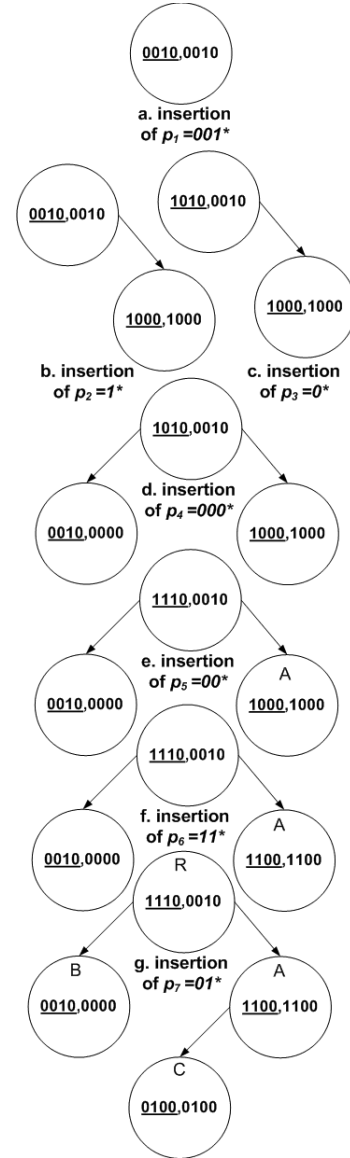 0010,0010
a. insertion
of p1 =001*
0010,0010
1010,0010
1000,1000
1000,1000
b. insertion
of p2 =1*
c. insertion
of p3 =0*
1010,0010
d. insertion
of p4 =000*
0010,0000
1000,1000
1110,0010
e. insertion
of p5 =00*
0010,0000
A
1000,1000
1110,0010
f. insertion
of p6 =11*
0010,0000
A
1100,1100
R
1110,0010
g. insertion
of p7 =01*
B
0010,0000
A
1100,1100
C
0100,0100